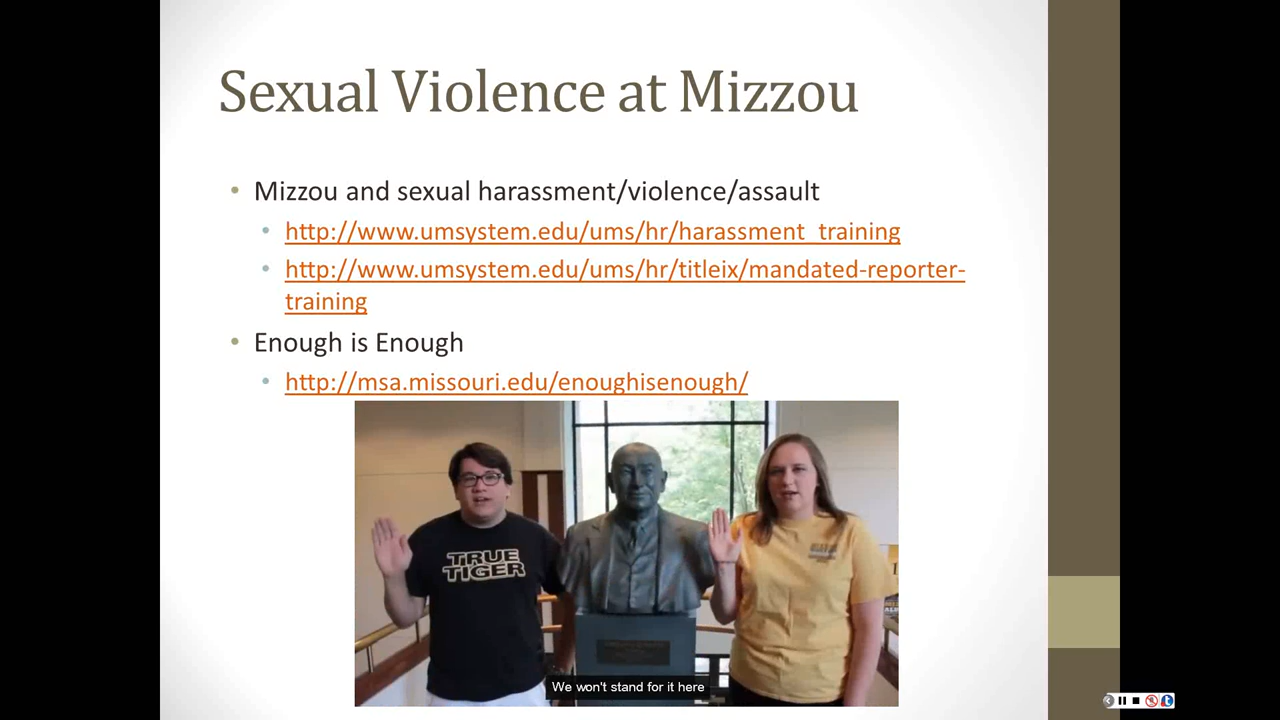 Sexual Violence at Mizzou
Mizzou and sexual harassment/violence/assault
http://www.umsystem.edu/ums/hr/harassment_training
http://www.umsystem.edu/ums/hr/titleix/mandated-reporter-
training
Enough is Enough
http://msa.missouri.edu/enoughisenough/
TRUE
TIGER
We won't stand for it here